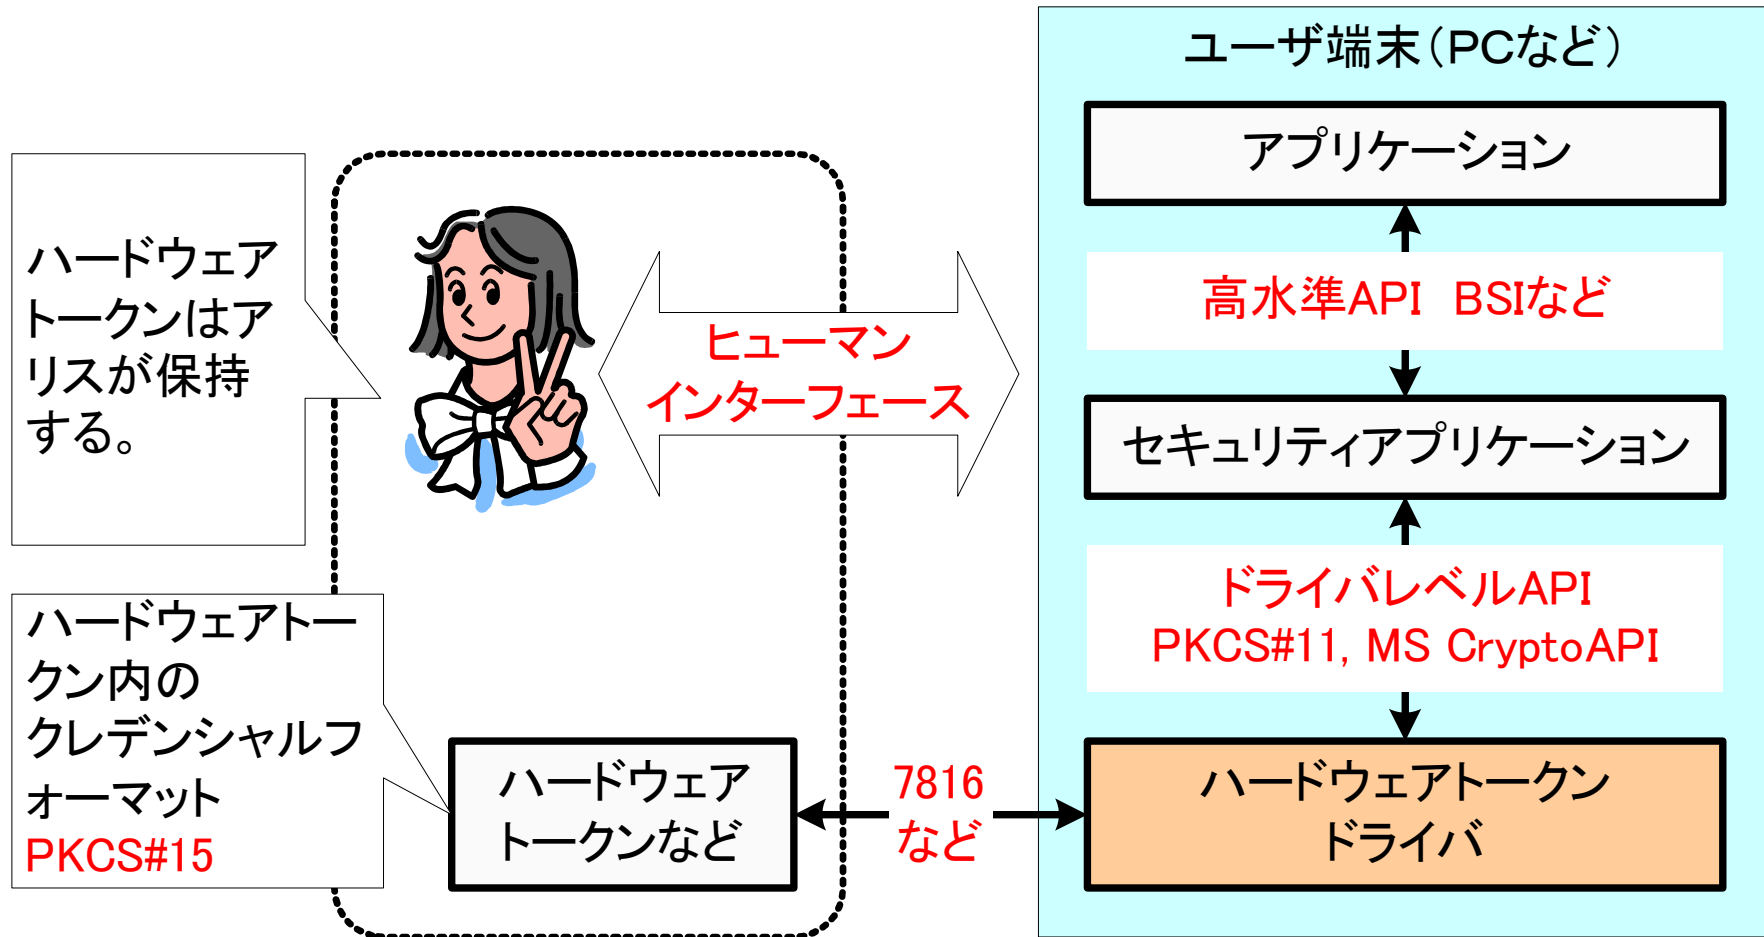 ユーザ端末（PCなど）
アプリケーション
高水準API　BSIなど
セキュリティアプリケーション
ドライバレベルAPI
PKCS#11, MS CryptoAPI
ハードウェアトークン
ドライバ
ハードウェア
トークンはア
リスが保持
する。
ヒューマン
インターフェース
ハードウェアトー
クン内の
クレデンシャルフ
ォーマット
PKCS#15
ハードウェア
トークンなど
7816
など